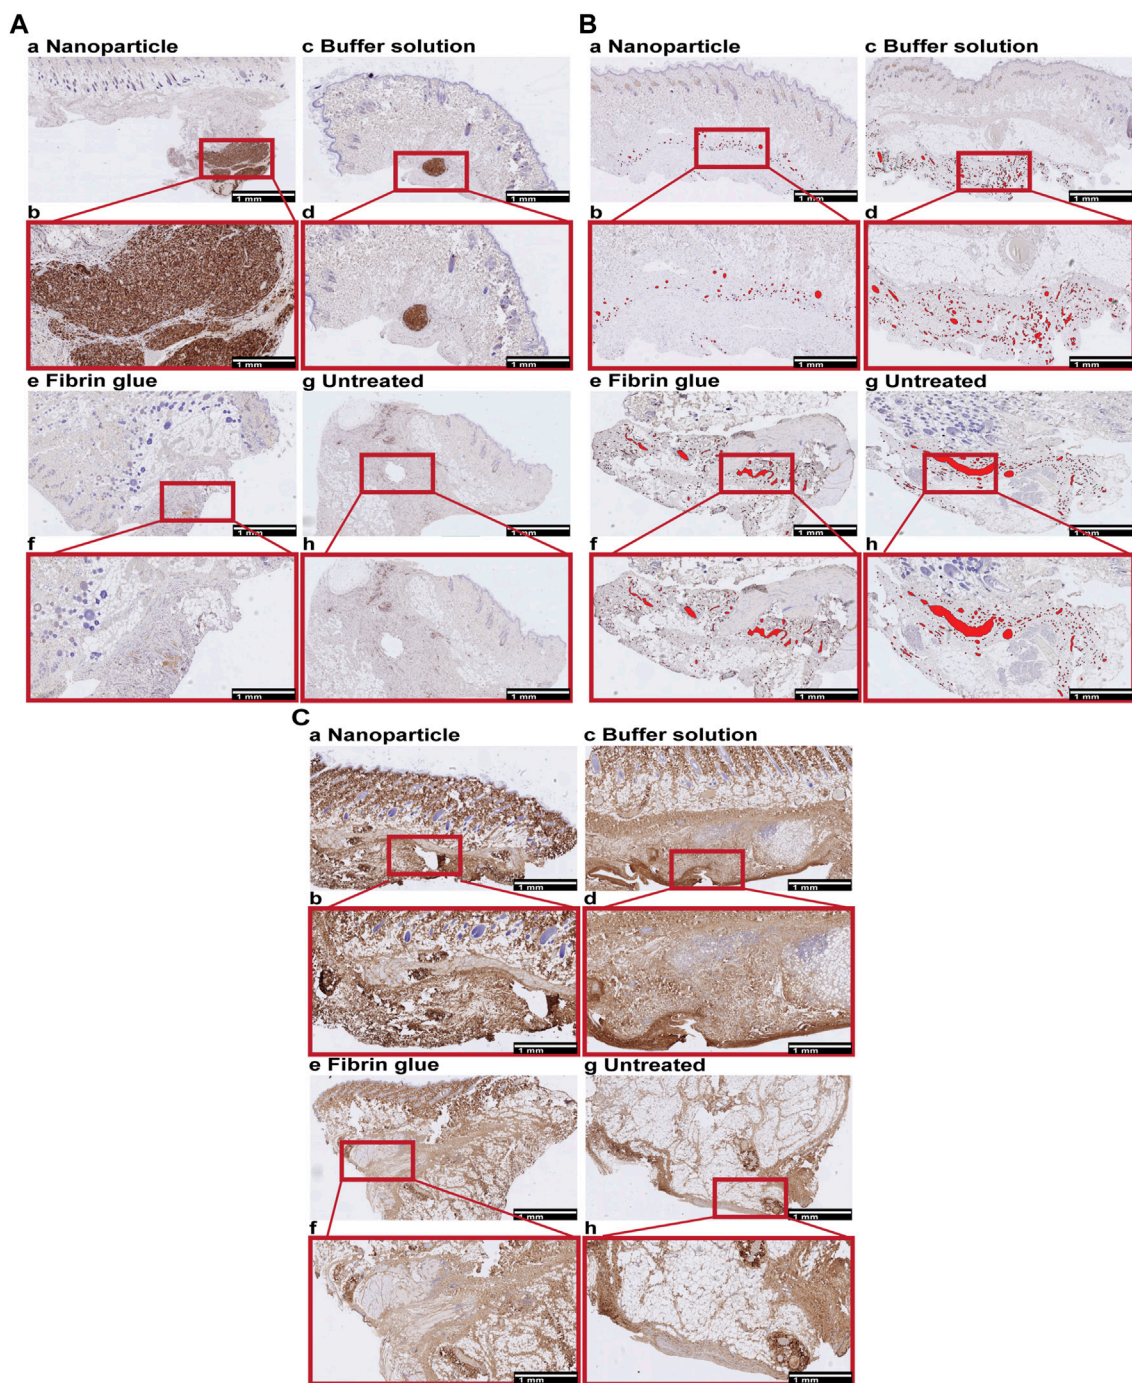 A
B
a Nanoparticle
c Buffer solution
a Nanoparticle
c Buffer solution
1 mm
1 mm
1 mm
1 mm
b
d
b
d
1 mm
1 mm
1 mm
1 mm
e Fibrin glue
g Untreated
e Fibrin glue
g Untreated
1 mm
1 mm
1 mm
1 mm
f
h
f
h
1 mm
1 mm
1 mm
1 mm
C
a Nanoparticle
c Buffer solution
1 mm
1 mm
b
d
1 mm
1 mm
e Fibrin glue
g Untreated
1 mm
1 mm
f
h
1 mm
1 mm